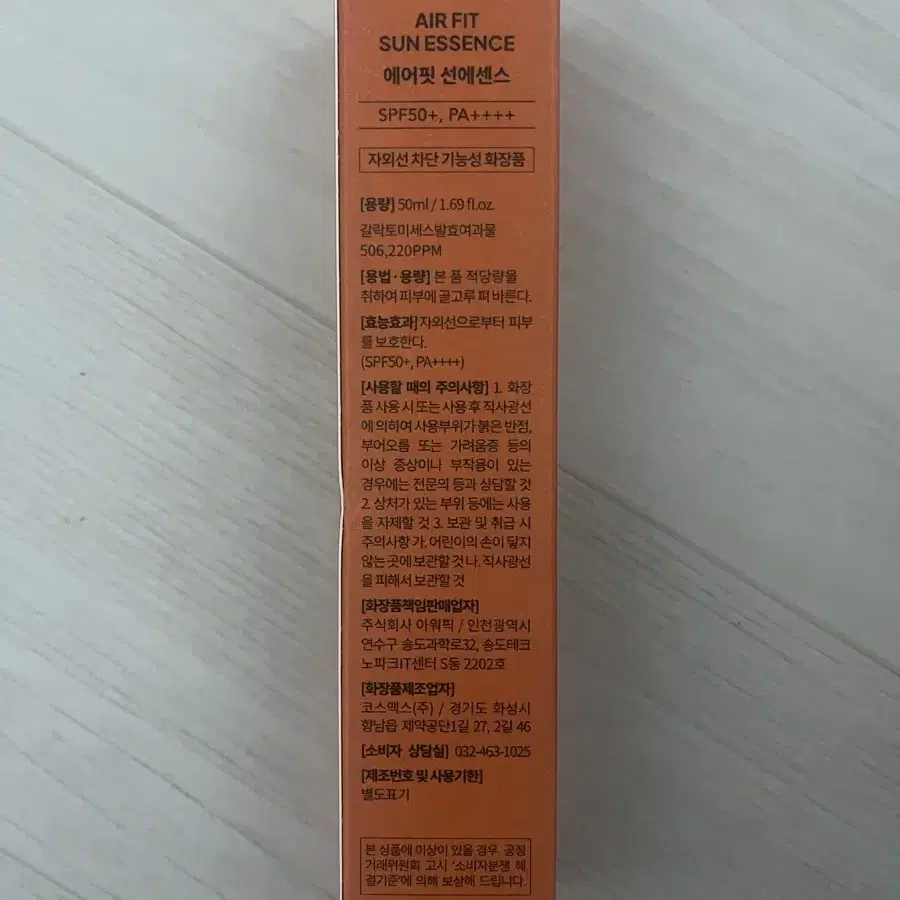 AIR FIT
SUN ESSENCE
에어핏 선에센스
SPF50+, PA++++
자외선 차단 기능성 화장품
[용량] 50ml / 1.69 fl.oz.
갈락토미세스발효여과물
506,220PPM
[용법·용량] 본 품 적당량을
취하여 피부에 골고루 펴 바른다.
[효능효과] 자외선으로부터 피부
를 보호한다.
(SPF50+, PA++++)
[사용할 때의 주의사항] 1. 화장
품 사용 시 또는 사용 후 직사광선
에 의하여 사용부위가 붉은 반점,
부어오름 또는 가려움증 등의
이상 증상이나 부작용이 있는
경우에는 전문의 등과 상담할 것
2. 상처가 있는 부위 등에는 사용
을 자제할 것 3. 보관 및 취급 시
주의사항 가. 어린이의 손이 닿지
않는 곳에 보관할 것 나. 직사광선
을 피해서 보관할 것
[화장품책임판매업자]
주식회사 아워픽 / 인천광역시
연수구 송도과학로32, 송도테크
노파크IT센터 S동 2202호
[화장품제조업자]
코스맥스(주) / 경기도 화성시
향남읍 제약공단1길 27, 2길 46
[소비자 상담실] 032-463-1025
[제조번호 및 사용기한]
별도표기
본 상품에 이상이 있을 경우, 공정
거래위원회 고시 '소비자분쟁 해
결기준'에 의해 보상해 드립니다.